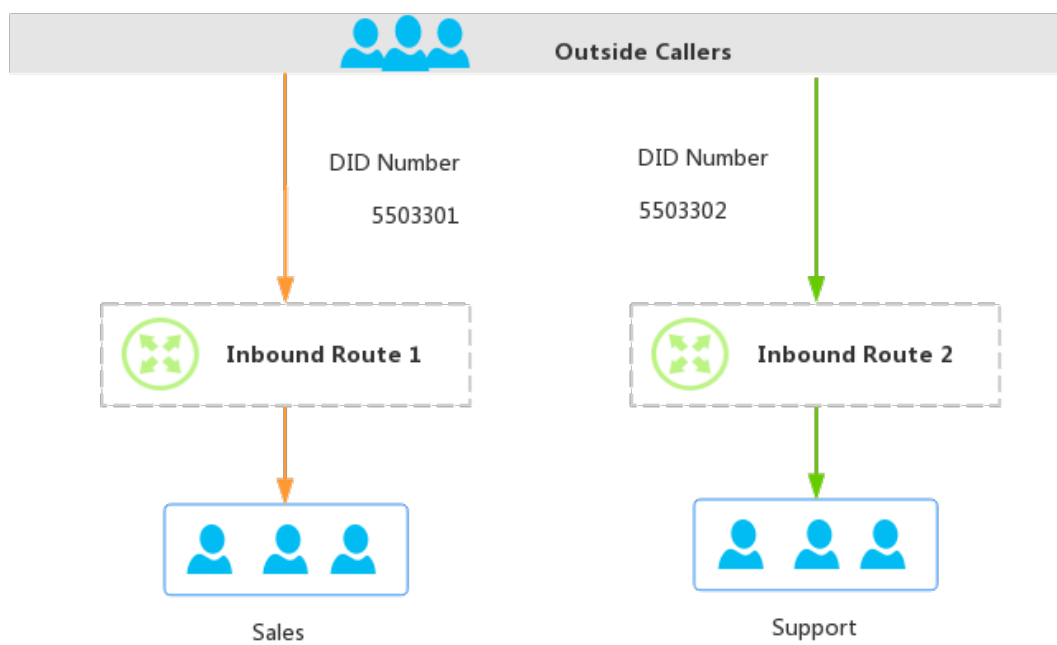 Outside Callers
DID Number
5503301
DID Number
5503302
Inbound Route 1
Inbound Route 2
Sales
Support